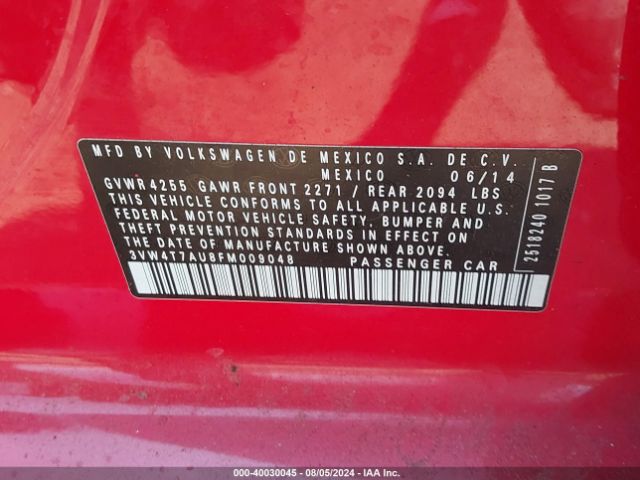 MFD BY VOLKSWAGEN DE MEXICO S.A. DE C.V.
MEXICO 06/14
GVWR 4255 GAWR FRONT 2271 / REAR 2094 LBS
THIS VEHICLE CONFORMS TO ALL APPLICABLE U.S.
FEDERAL MOTOR VEHICLE SAFETY, BUMPER AND
THEFT PREVENTION STANDARDS IN EFFECT ON
THE DATE OF MANUFACTURE SHOWN ABOVE.
3VW4T7AU8FM009048 PASSENGER CAR
2518240 1017 B
000-40030045 - 08/05/2024 - IAA Inc.